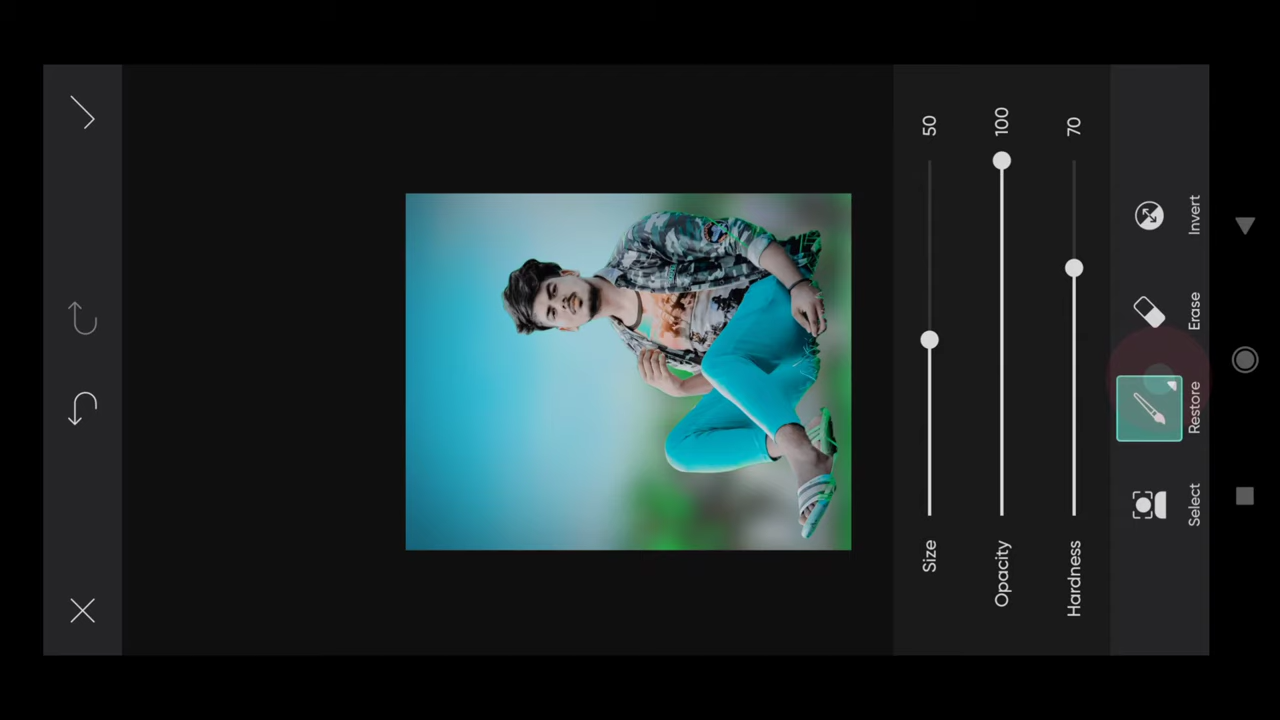 Size 50
Opacity 100
Hardness 70
Select
Restore
Erase
Invert